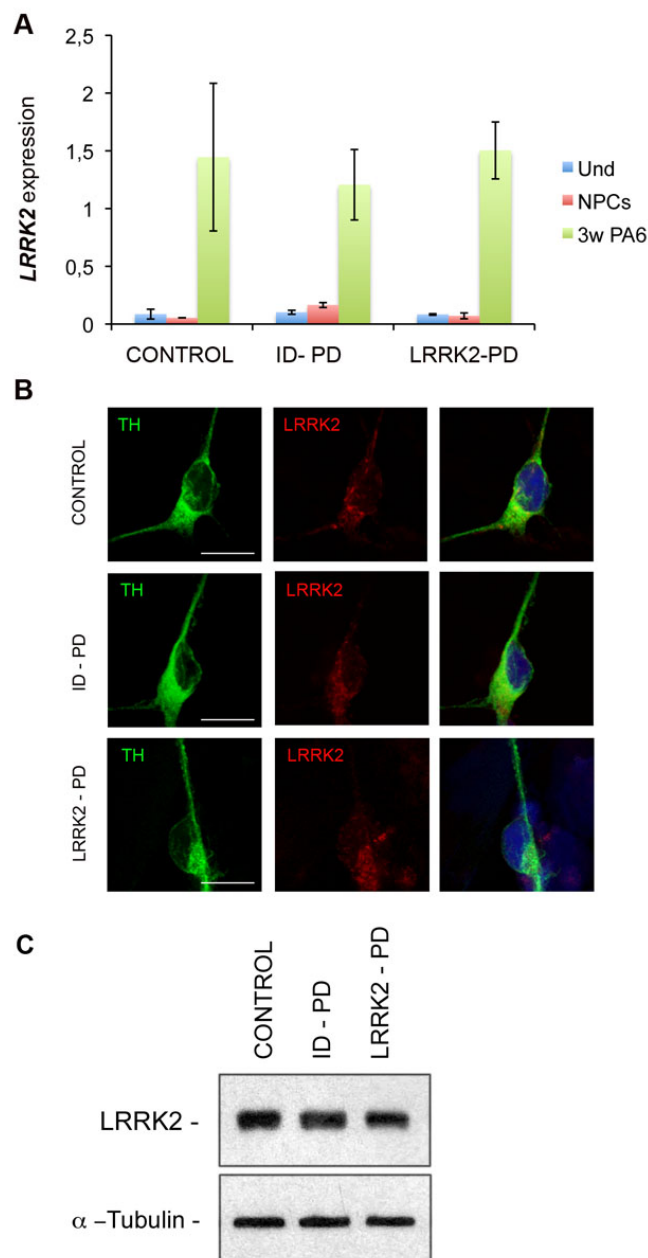 A
2,5
2
1,5
1
0,5
0
LRRK2 expression
CONTROL ID- PD LRRK2-PD
Und
NPCs
3w PA6
B
CONTROL
TH LRRK2
ID - PD
TH LRRK2
LRRK2 - PD
TH LRRK2
C
CONTROL
ID - PD
LRRK2 - PD
LRRK2 -
α –Tubulin -